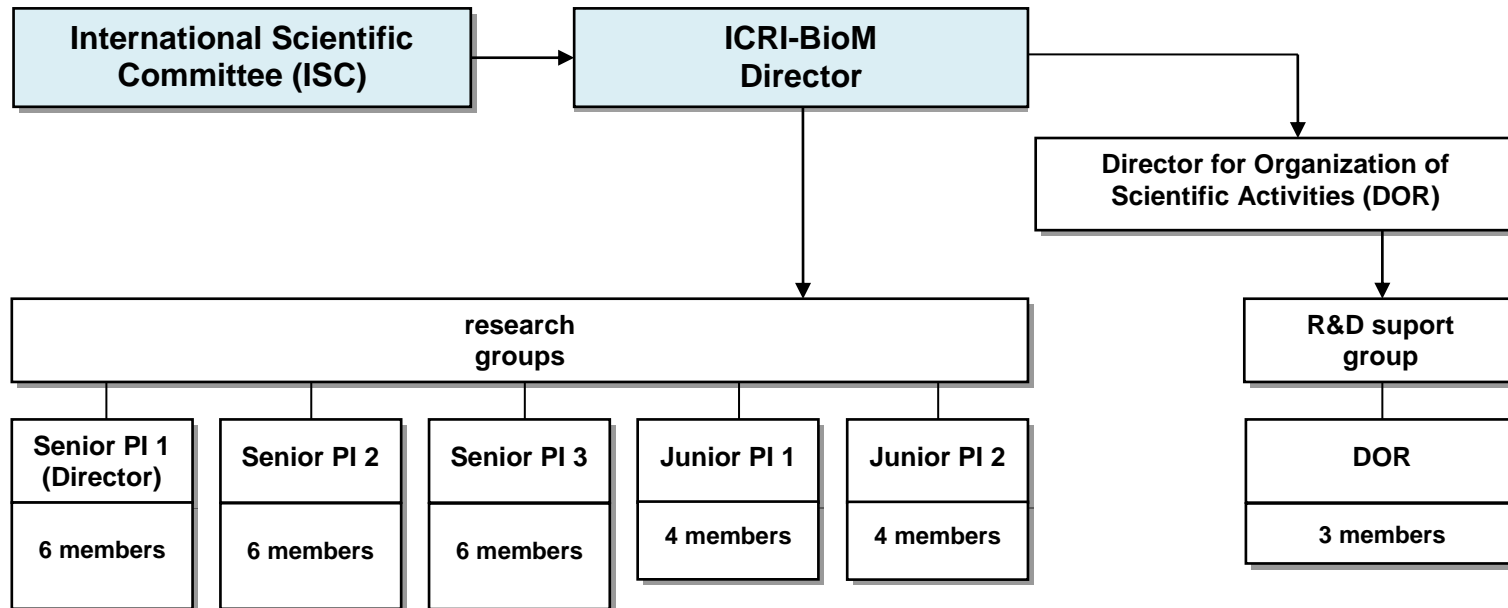 International Scientific
Committee (ISC)
ICRI-BioM
Director
Director for Organization of
Scientific Activities (DOR)
research
groups
R&D suport
group
Senior PI 1
(Director)
6 members
Senior PI 2
6 members
Senior PI 3
6 members
Junior PI 1
4 members
Junior PI 2
4 members
DOR
3 members